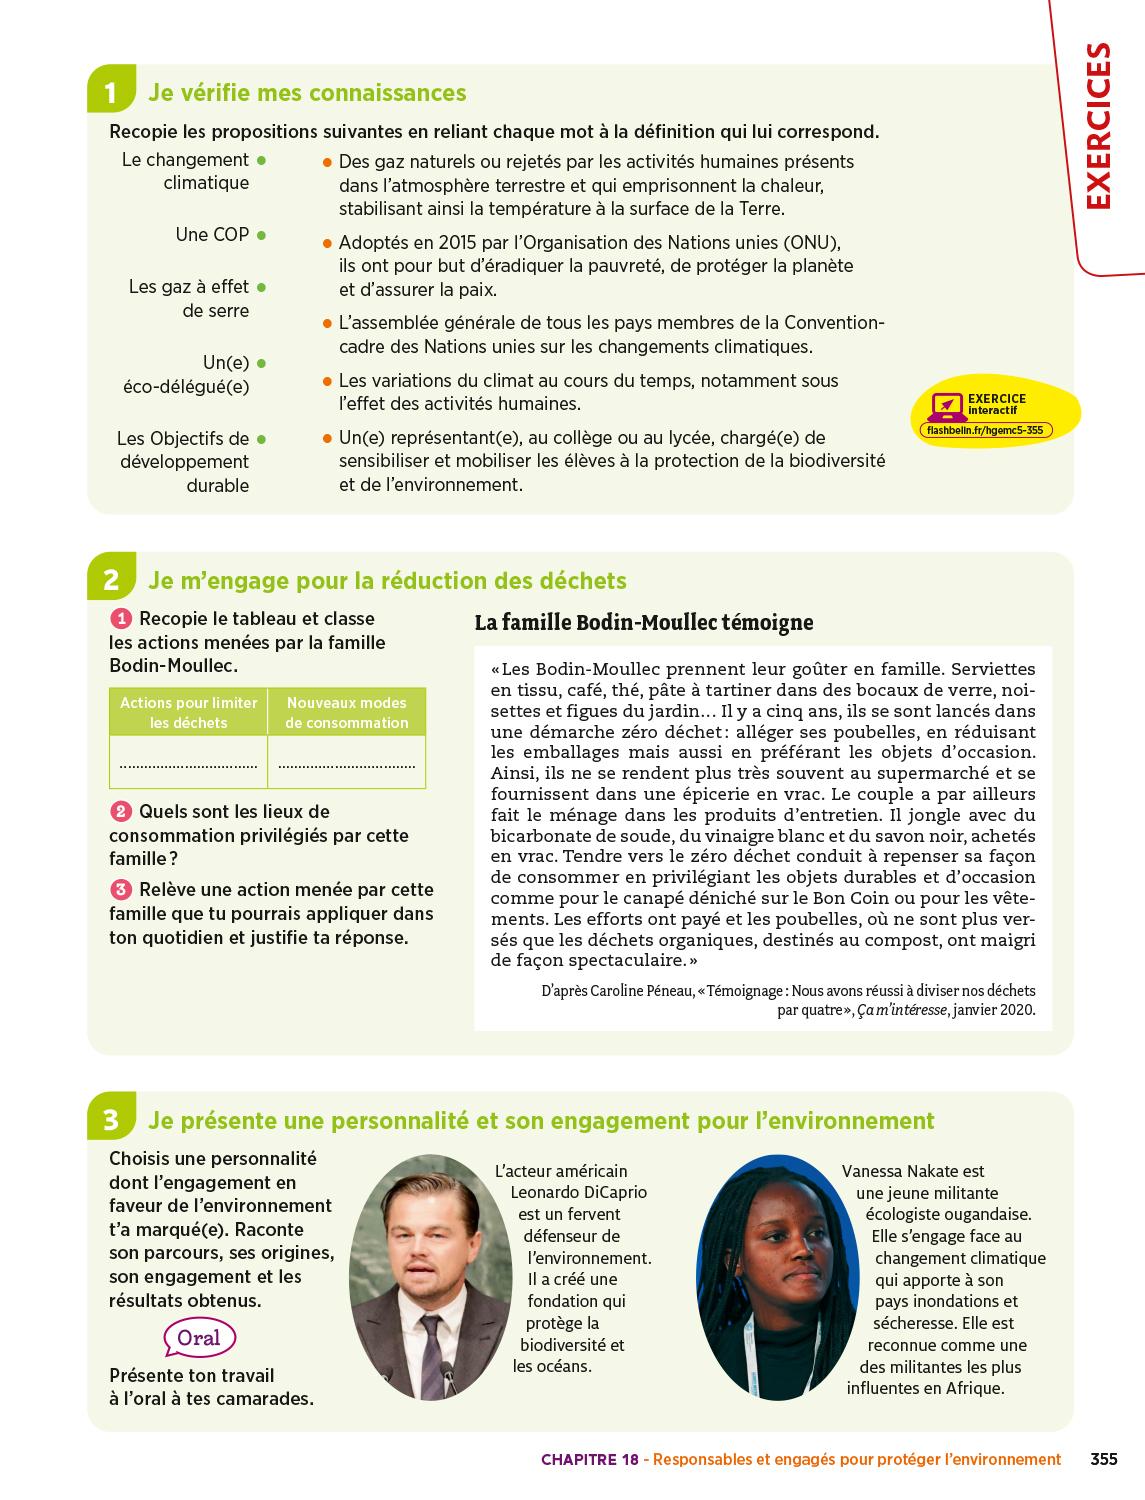 EXERCICES
1 Je vérifie mes connaissances
Recopie les propositions suivantes en reliant chaque mot à la définition qui lui correspond.
Le changement
climatique
Une COP
Les gaz à effet
de serre
Un(e)
éco-délégué(e)
Les Objectifs de
développement
durable
Des gaz naturels ou rejetés par les activités humaines présents
dans l’atmosphère terrestre et qui emprisonnent la chaleur,
stabilisant ainsi la température à la surface de la Terre.
Adoptés en 2015 par l’Organisation des Nations unies (ONU),
ils ont pour but d’éradiquer la pauvreté, de protéger la planète
et d’assurer la paix.
L’assemblée générale de tous les pays membres de la Convention-
cadre des Nations unies sur les changements climatiques.
Les variations du climat au cours du temps, notamment sous
l’effet des activités humaines.
Un(e) représentant(e), au collège ou au lycée, chargé(e) de
sensibiliser et mobiliser les élèves à la protection de la biodiversité
et de l’environnement.
EXERCICE
interactif
flashbelin.fr/hgemc5-355
2 Je m’engage pour la réduction des déchets
1 Recopie le tableau et classe
les actions menées par la famille
Bodin-Moullec.
Actions pour limiter
les déchets
Nouveaux modes
de consommation
2 Quels sont les lieux de
consommation privilégiés par cette
famille ?
3 Relève une action menée par cette
famille que tu pourrais appliquer dans
ton quotidien et justifie ta réponse.
La famille Bodin-Moullec témoigne
« Les Bodin-Moullec prennent leur goûter en famille. Serviettes
en tissu, café, thé, pâte à tartiner dans des bocaux de verre, noi-
settes et figues du jardin… Il y a cinq ans, ils se sont lancés dans
une démarche zéro déchet : alléger ses poubelles, en réduisant
les emballages mais aussi en préférant les objets d’occasion.
Ainsi, ils ne se rendent plus très souvent au supermarché et se
fournissent dans une épicerie en vrac. Le couple a par ailleurs
fait le ménage dans les produits d’entretien. Il jongle avec du
bicarbonate de soude, du vinaigre blanc et du savon noir, achetés
en vrac. Tendre vers le zéro déchet conduit à repenser sa façon
de consommer en privilégiant les objets durables et d’occasion
comme pour le canapé déniché sur le Bon Coin ou pour les vête-
ments. Les efforts ont payé et les poubelles, où ne sont plus ver-
sés que les déchets organiques, destinés au compost, ont maigri
de façon spectaculaire. »
D’après Caroline Péneau, « Témoignage : Nous avons réussi à diviser nos déchets
par quatre », Ça m’intéresse, janvier 2020.
3 Je présente une personnalité et son engagement pour l’environnement
Choisis une personnalité
dont l’engagement en
faveur de l’environnement
t’a marqué(e). Raconte
son parcours, ses origines,
son engagement et les
résultats obtenus.
Oral
Présente ton travail
à l’oral à tes camarades.
L’acteur américain
Leonardo DiCaprio
est un fervent
défenseur de
l’environnement.
Il a créé une
fondation qui
protège la
biodiversité et
les océans.
Vanessa Nakate est
une jeune militante
écologiste ougandaise.
Elle s’engage face au
changement climatique
qui apporte à son
pays inondations et
sécheresse. Elle est
reconnue comme une
des militantes les plus
influentes en Afrique.
CHAPITRE 18 - Responsables et engagés pour protéger l’environnement 355